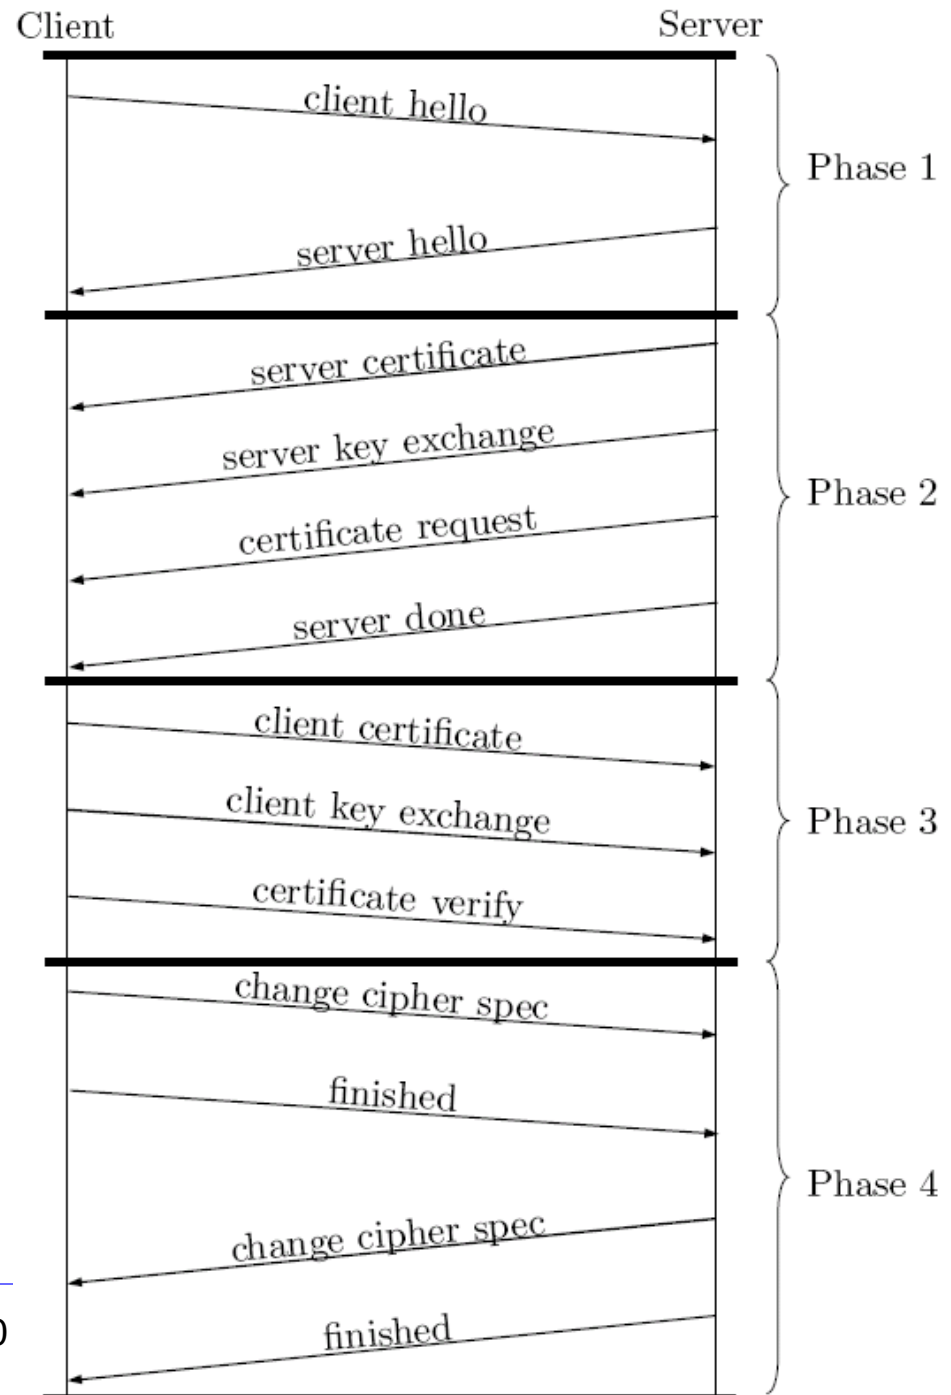 Client
Server
client hello
Phase 1
server hello
server certificate
server key exchange
Phase 2
certificate request
server done
client certificate
client key exchange
Phase 3
certificate verify
change cipher spec
finished
Phase 4
change cipher spec
finished
0